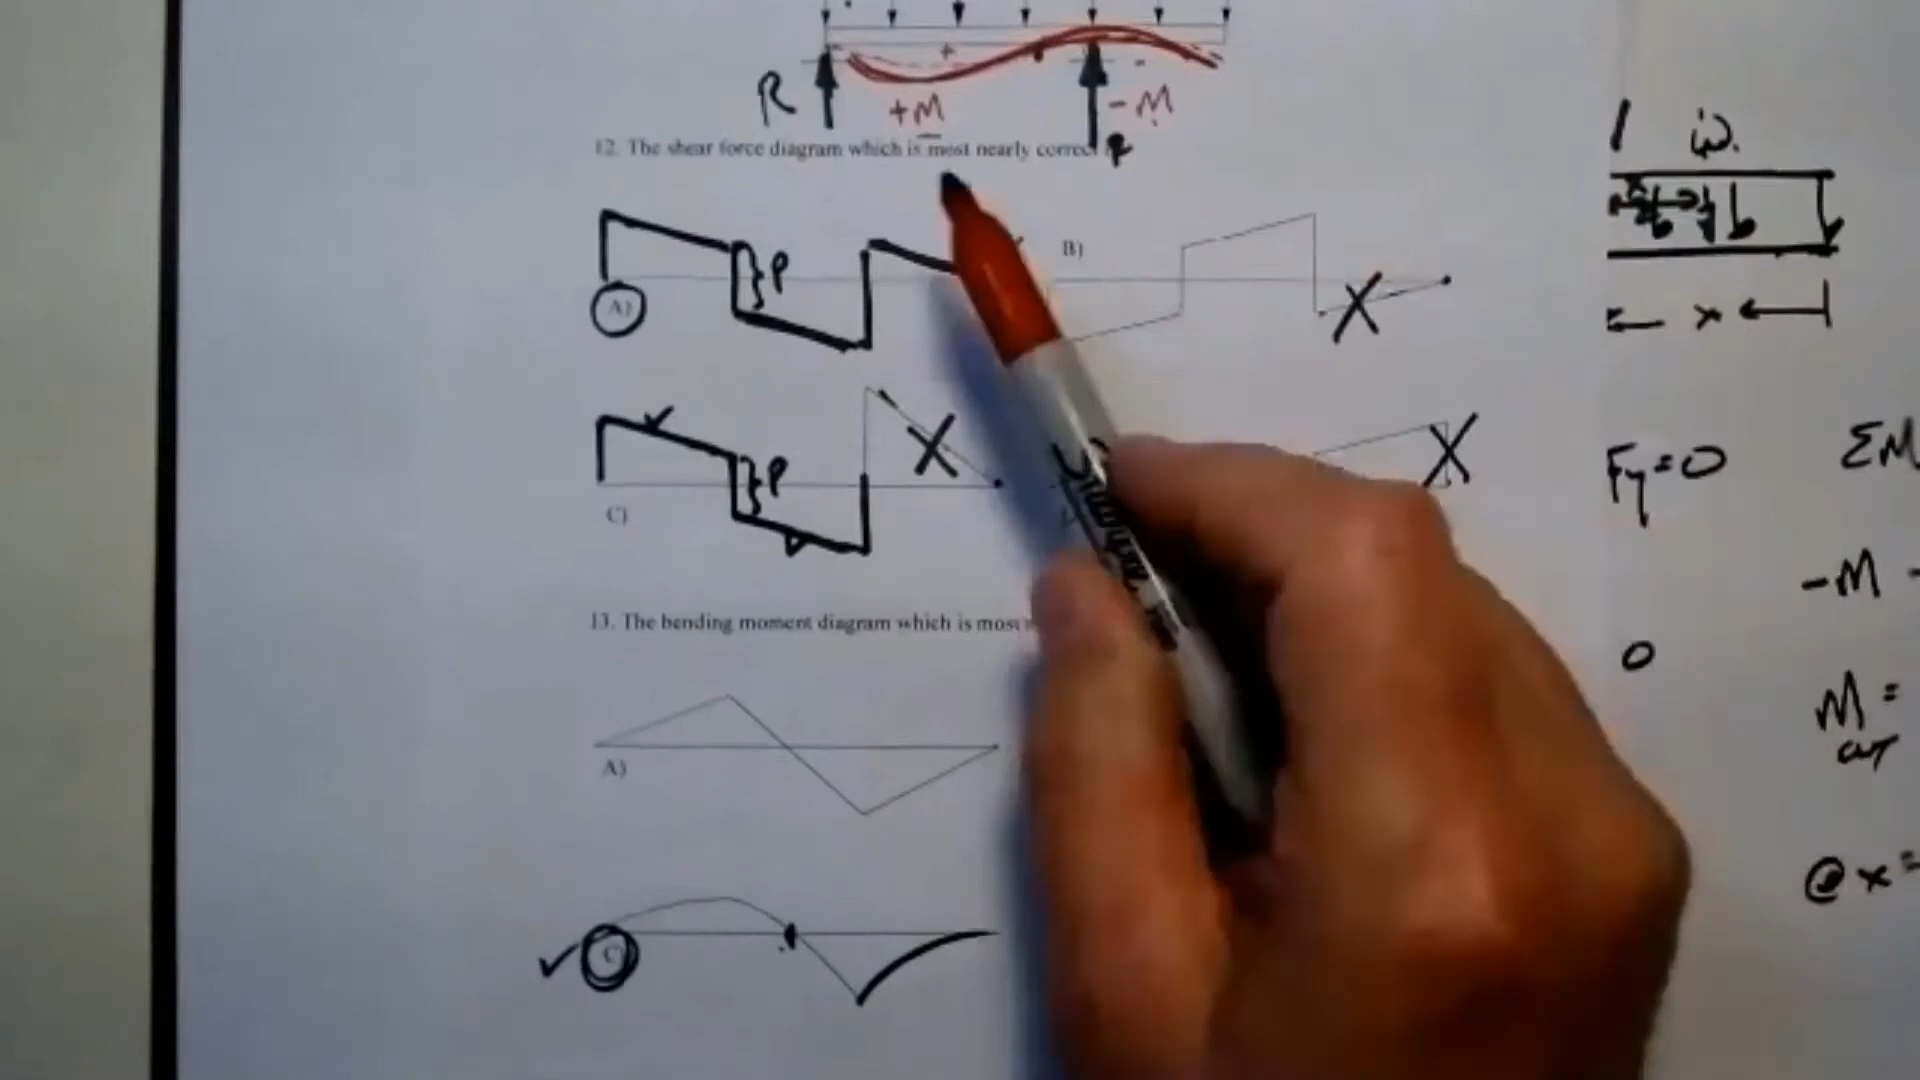 R
+M
-M
R
12. The shear force diagram which is most nearly correct
P
A)
B)
X
P
X
C)
X
13. The bending moment diagram which is most
A)
C)
Sharpie
w
b
b
x
Fy=0
ΣM
-M -
0
M =
CUT
@ x =